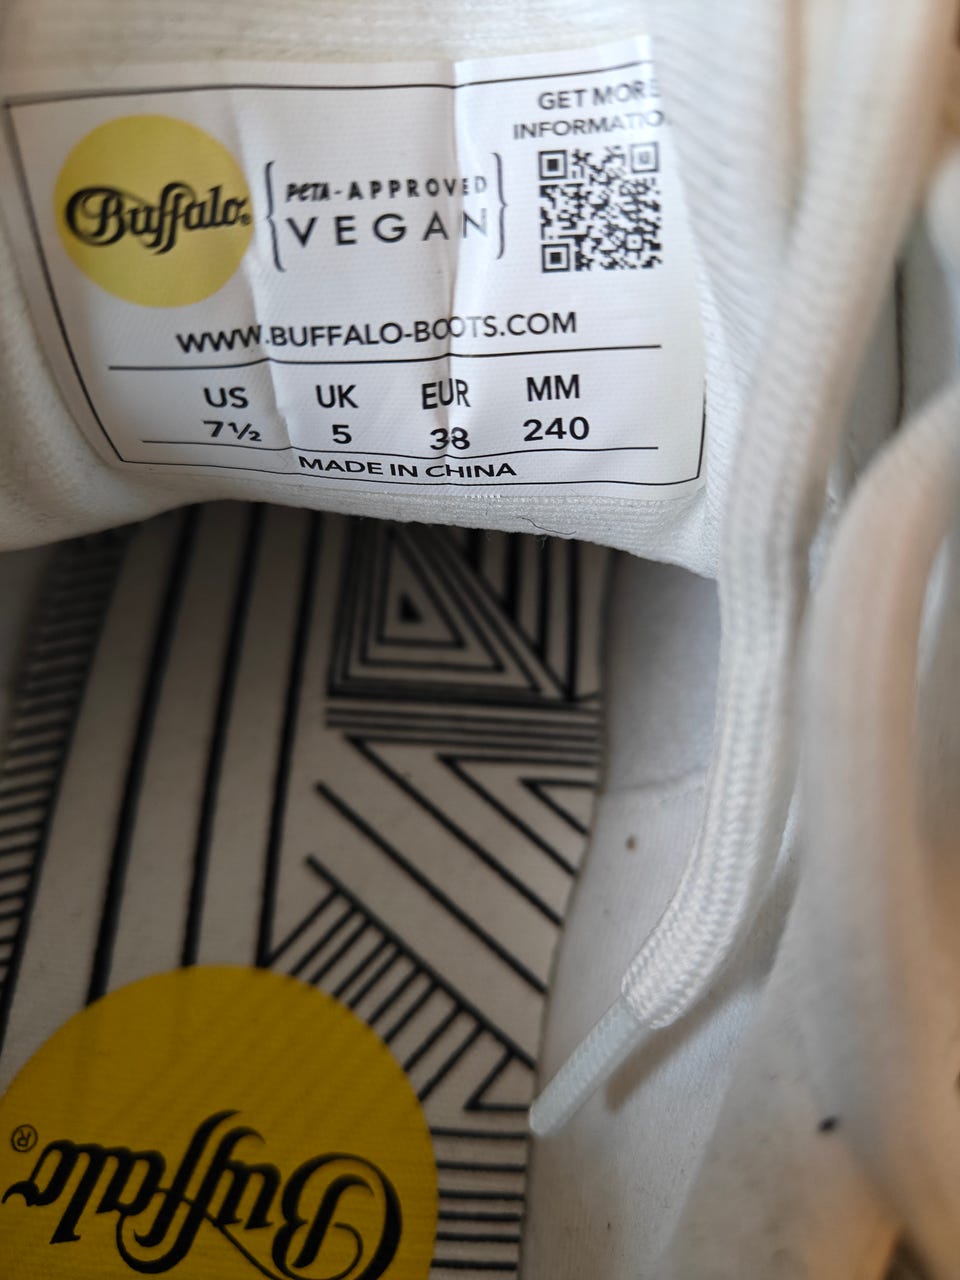 GET MORE
INFORMATIO
Buffalo®
PETA-APPROVED
VEGAN
WWW.BUFFALO-BOOTS.COM
US UK EUR MM
7½ 5 38 240
MADE IN CHINA
Buffalo®